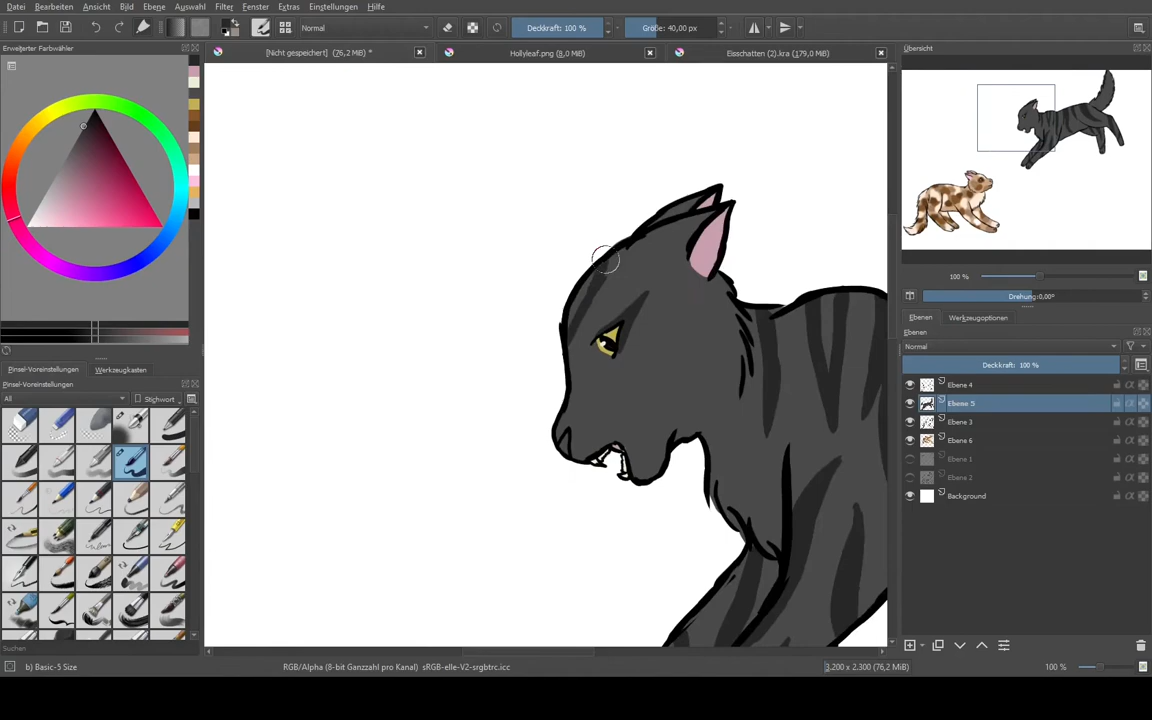 Datei Bearbeiten Ansicht Bild Ebene Auswahl Filter Fenster Extras Einstellungen Hilfe
Normal Deckkraft: 100 % Größe: 40,00 px
Erweiterter Farbwähler
[Nicht gespeichert] (76,2 MiB) *
Hollyleaf.png (8,0 MiB)
Eisschatten (2).kra (179,0 MiB)
Übersicht
100 %
Drehung:0,00°
Ebenen Werkzeugoptionen
Ebenen
Normal
Deckkraft: 100 %
Ebene 4
Ebene 5
Ebene 3
Ebene 6
Ebene 1
Ebene 2
Background
Pinsel-Voreinstellungen Werkzeugkasten
Pinsel-Voreinstellungen
All Stichwort
Suchen
b) Basic-5 Size
RGB/Alpha (8-bit Ganzzahl pro Kanal) sRGB-elle-V2-srgbtrc.icc
3.200 x 2.300 (76,2 MiB)
100 %